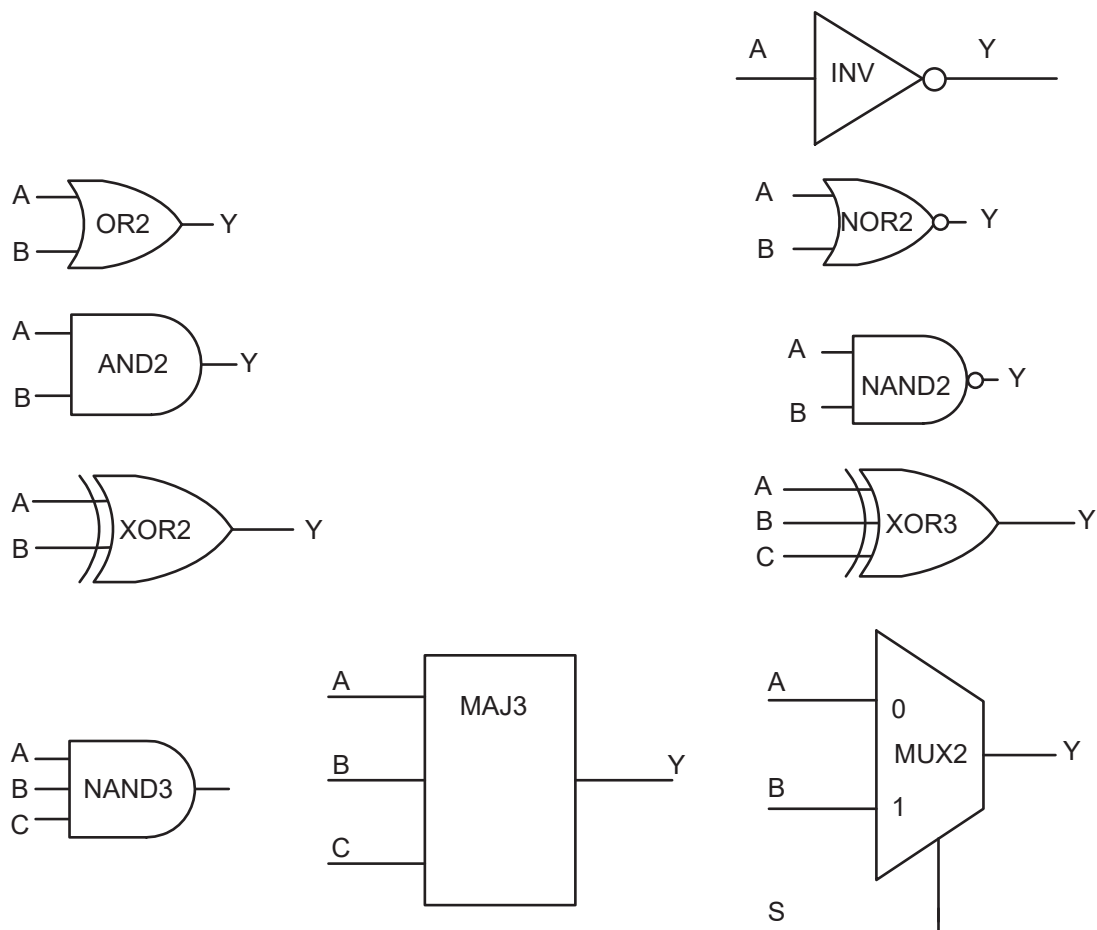 A INV Y
A
B OR2 Y
A
B NOR2 Y
A
B AND2 Y
A
B NAND2 Y
A
B XOR2 Y
A
B
C XOR3 Y
A
B
C NAND3
A
B
C MAJ3 Y
A
B
S 0
MUX2
1 Y